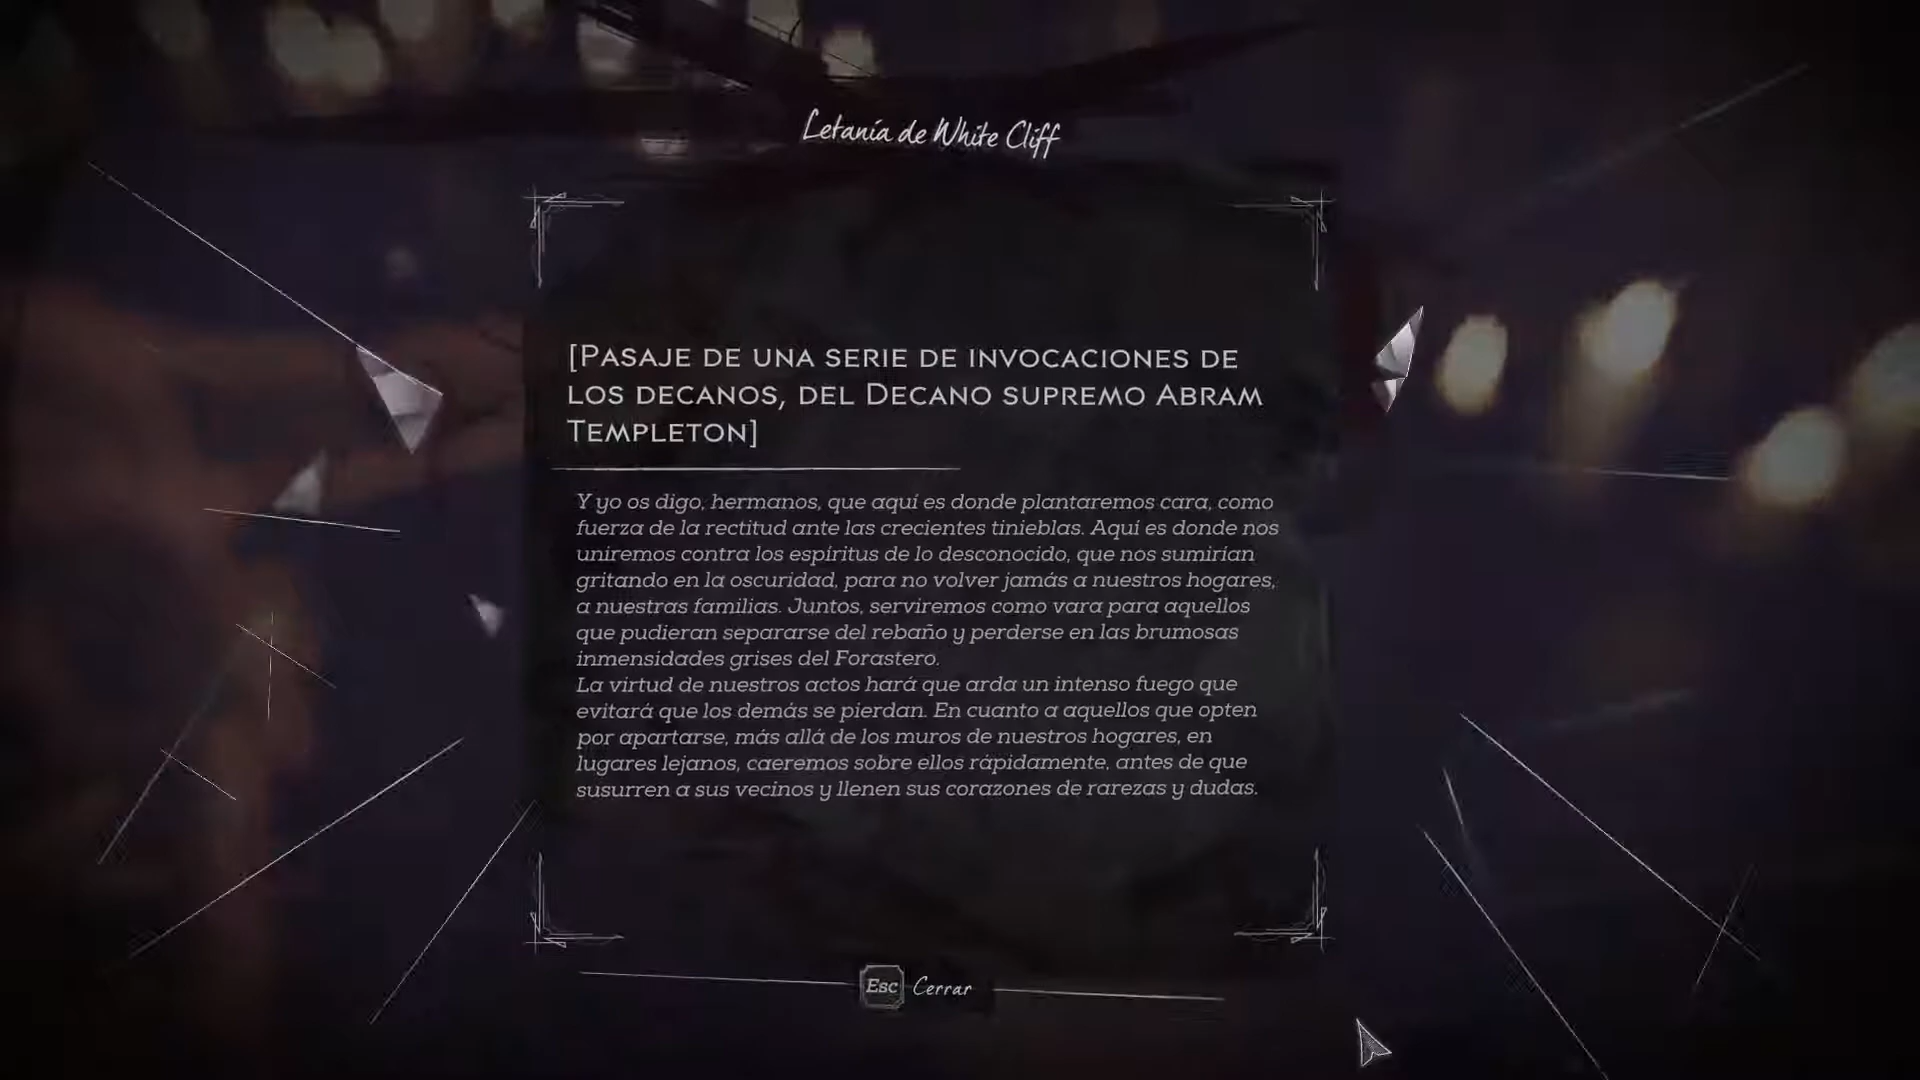 Letanía de White Cliff
[Pasaje de una serie de invocaciones de
los decanos, del Decano supremo Abram
Templeton]
Y yo os digo, hermanos, que aquí es donde plantaremos cara, como
fuerza de la rectitud ante las crecientes tinieblas. Aquí es donde nos
uniremos contra los espíritus de lo desconocido, que nos sumirían
gritando en la oscuridad, para no volver jamás a nuestros hogares,
a nuestras familias. Juntos, serviremos como vara para aquellos
que pudieran separarse del rebaño y perderse en las brumosas
inmensidades grises del Forastero.
La virtud de nuestros actos hará que arda un intenso fuego que
evitará que los demás se pierdan. En cuanto a aquellos que opten
por apartarse, más allá de los muros de nuestros hogares, en
lugares lejanos, caeremos sobre ellos rápidamente, antes de que
susurren a sus vecinos y llenen sus corazones de rarezas y dudas.
Esc Cerrar